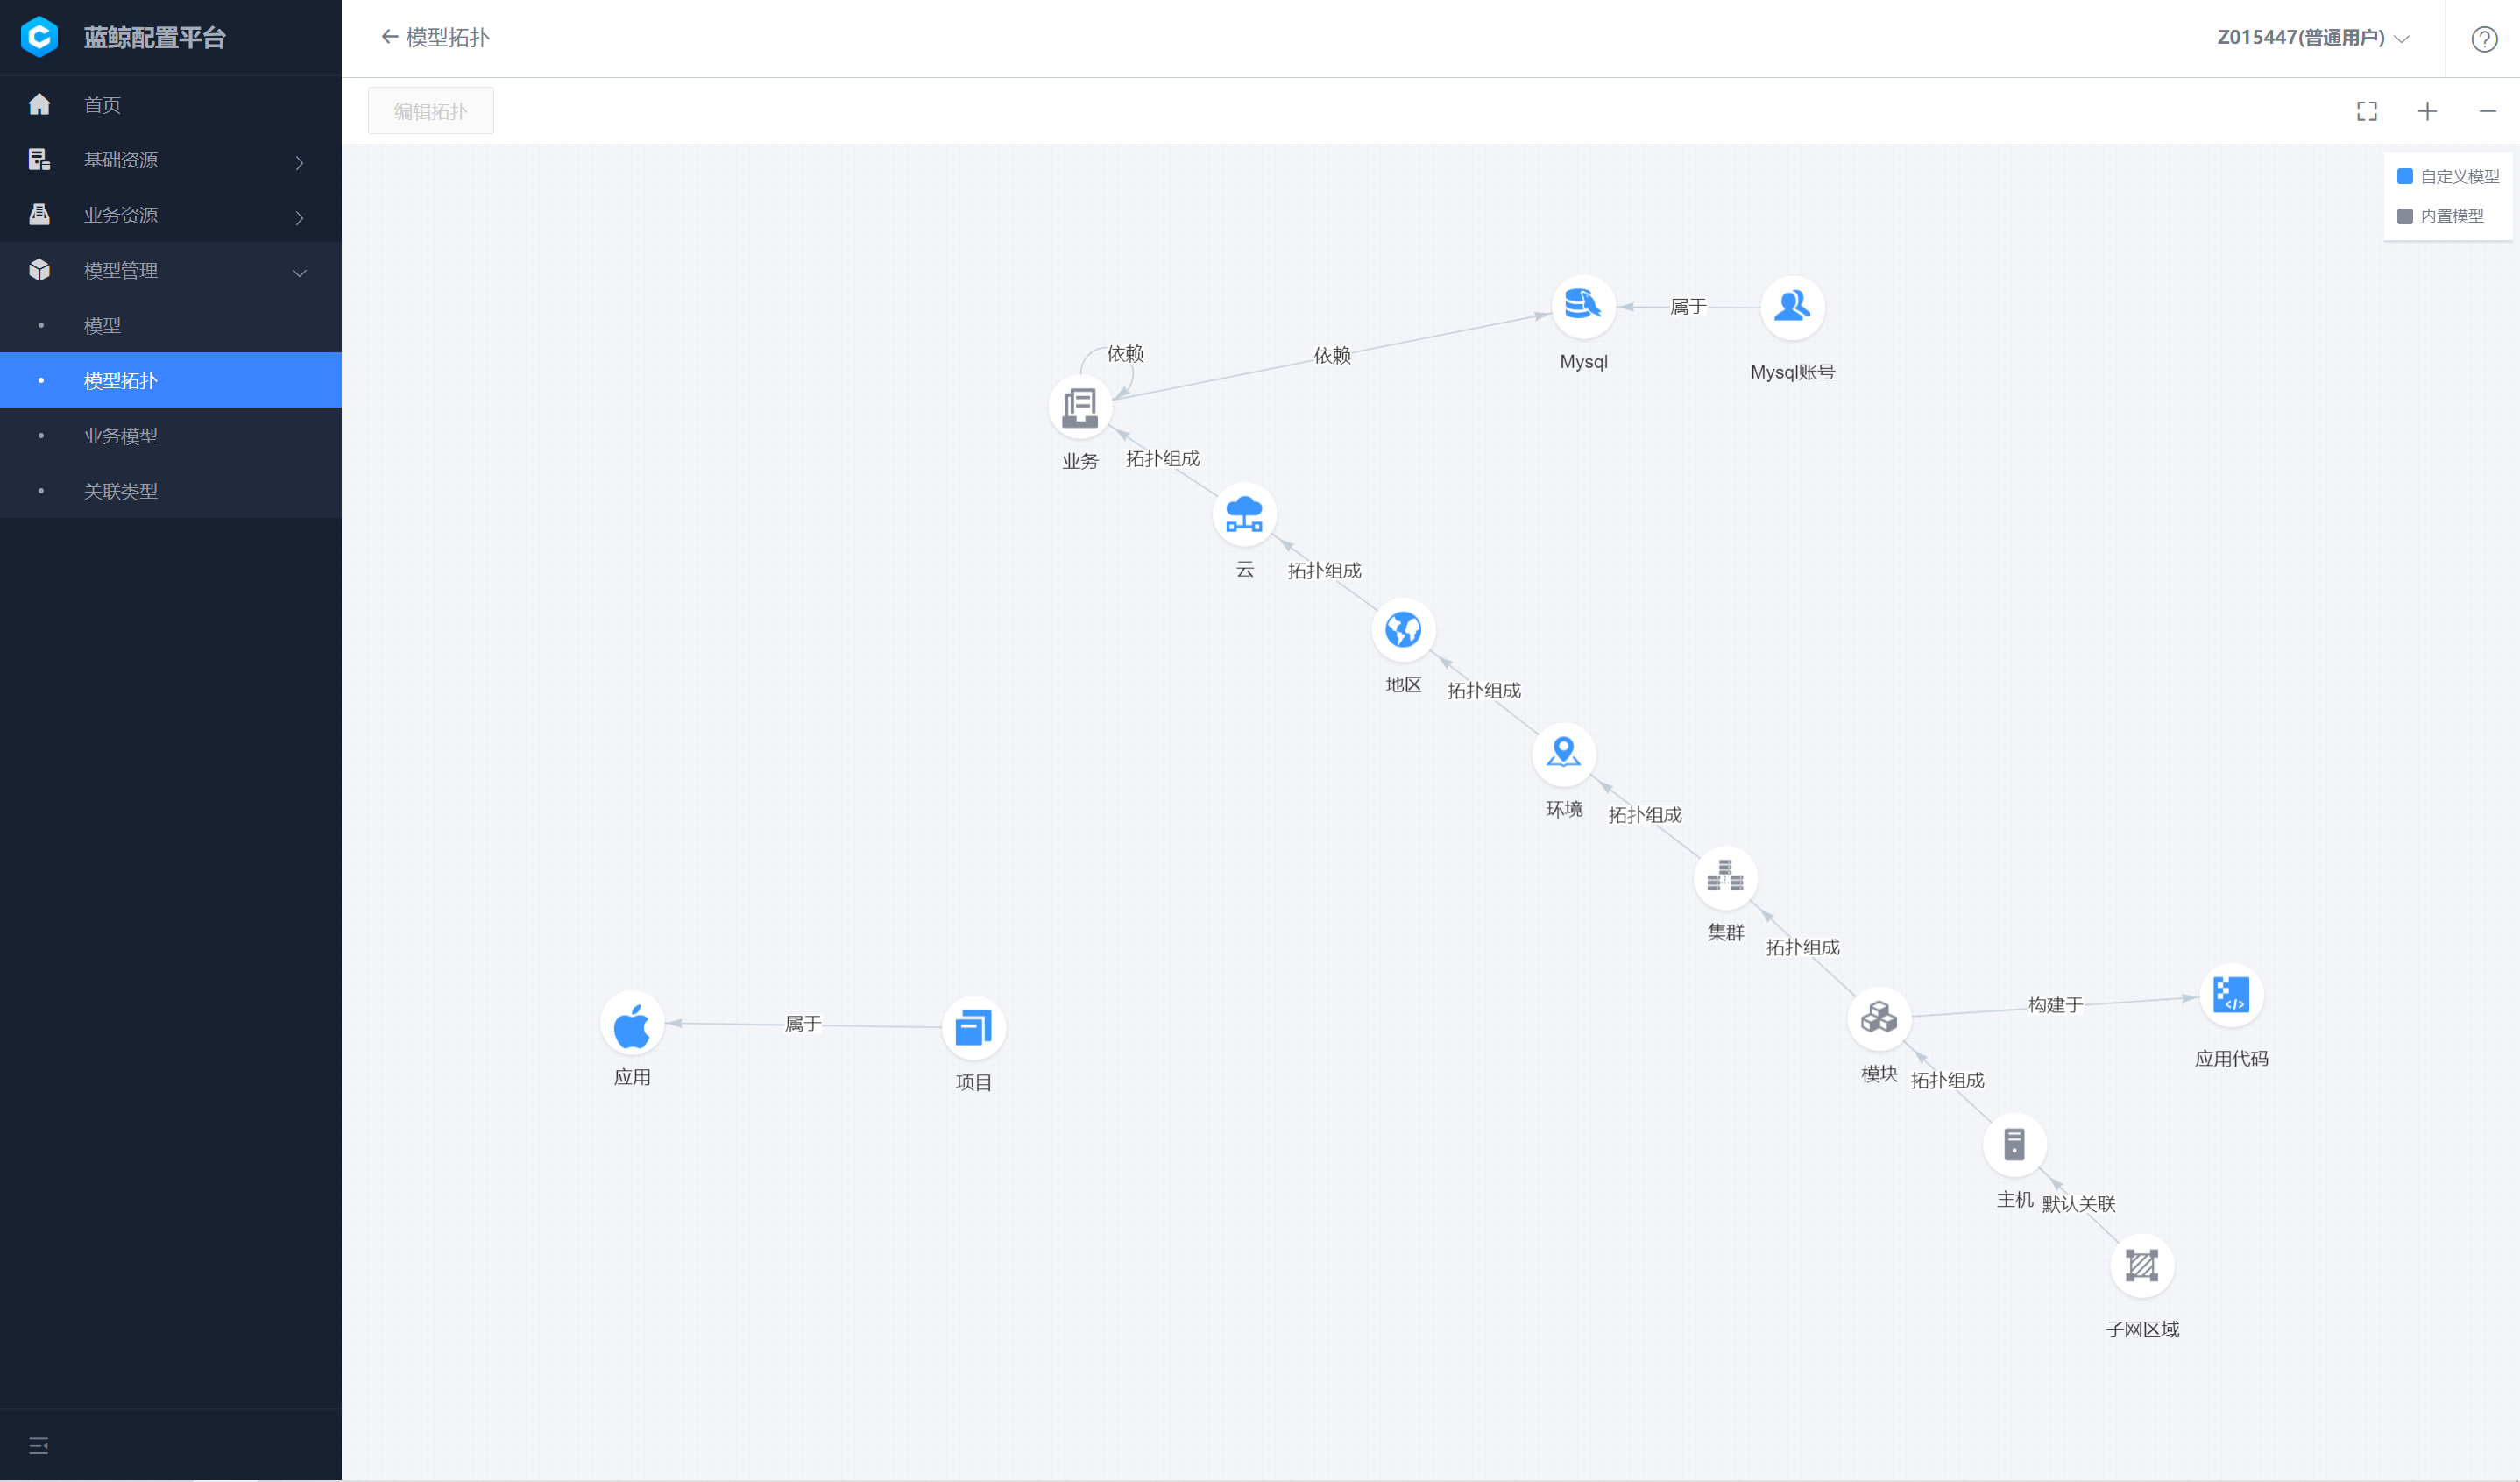 蓝鲸配置平台
首页
基础资源
业务资源
模型管理
模型
模型拓扑
业务模型
关联类型
模型拓扑
Z015447(普通用户)
编辑拓扑
自定义模型
内置模型
属于
Mysql
Mysql账号
依赖
依赖
业务
拓扑组成
云
拓扑组成
地区
拓扑组成
环境
拓扑组成
集群
拓扑组成
应用
属于
项目
构建于
应用代码
模块
拓扑组成
主机
默认关联
子网区域